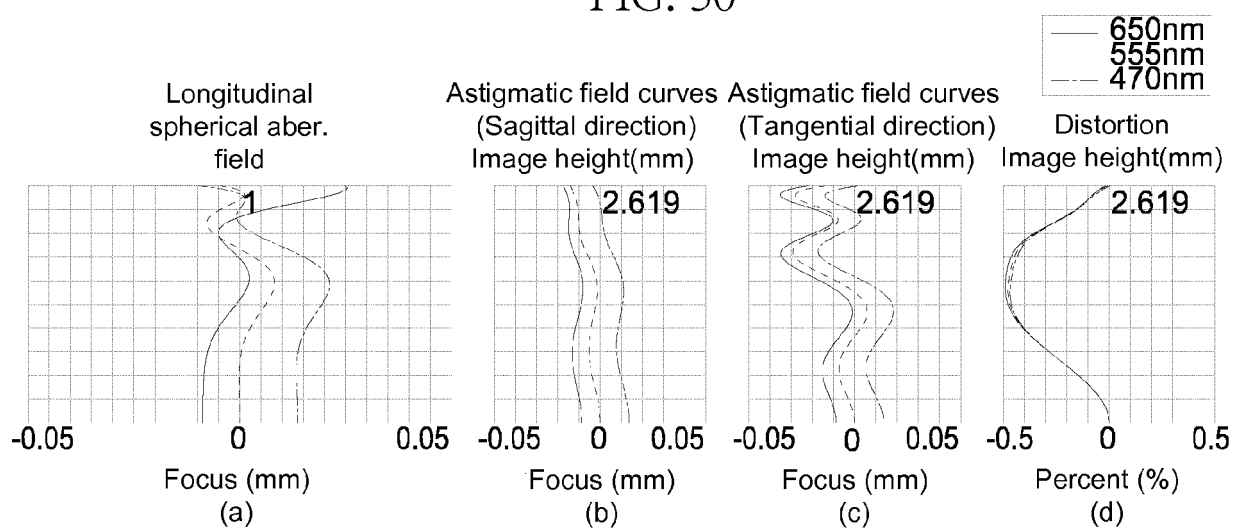 FIG. 30
650nm
555nm
470nm
Longitudinal
spherical aber.
field
Astigmatic field curves
(Sagittal direction)
Image height(mm)
Astigmatic field curves
(Tangential direction)
Image height(mm)
Distortion
Image height(mm)
1
2.619
2.619
2.619
-0.05 0 0.05
-0.05 0 0.05
-0.05 0 0.05
-0.5 0 0.5
Focus (mm)
Focus (mm)
Focus (mm)
Percent (%)
(a)
(b)
(c)
(d)